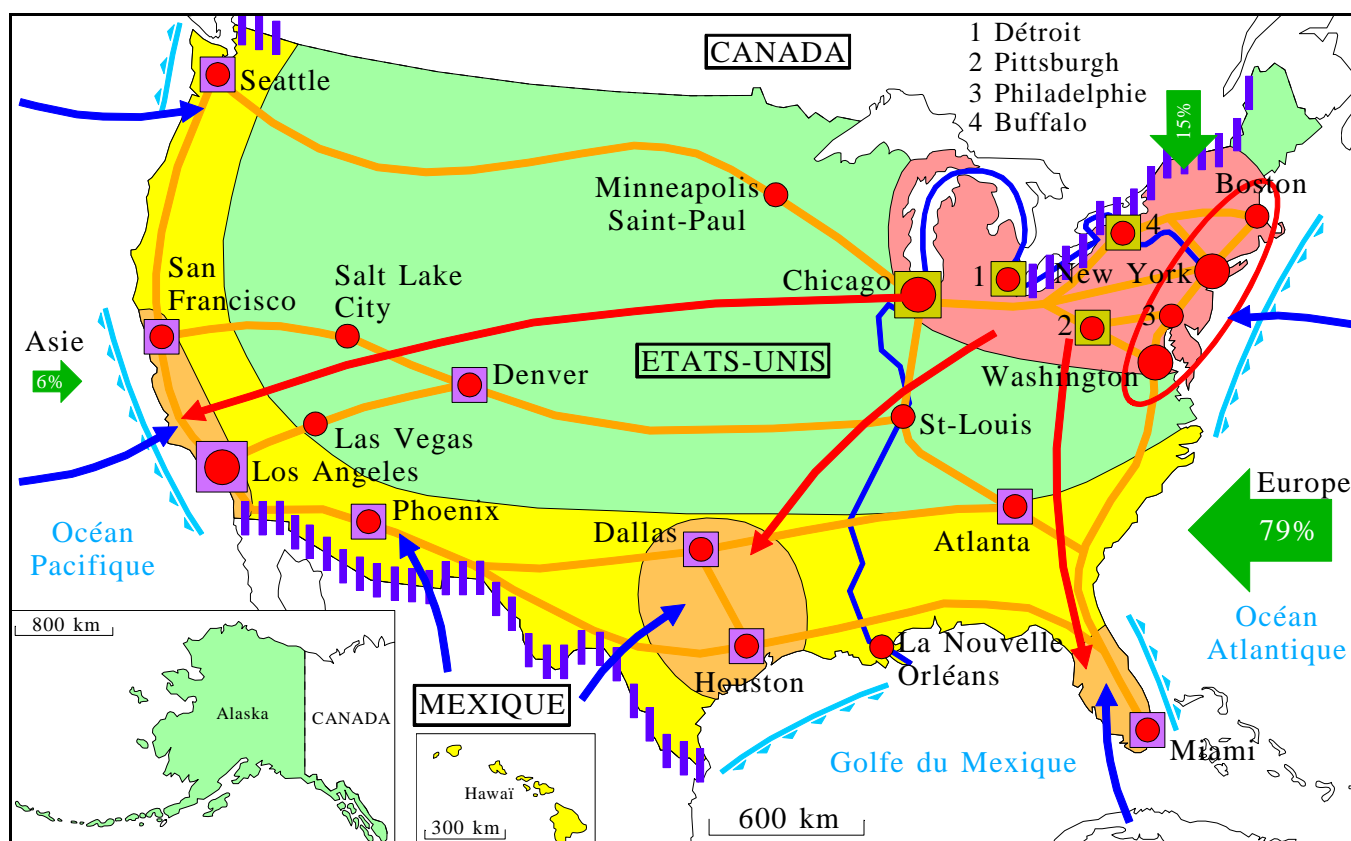 CANADA
1 Détroit
2 Pittsburgh
3 Philadelphie
4 Buffalo
15%
Seattle
Minneapolis
Saint-Paul
Boston
4
San
Francisco
Salt Lake
City
Chicago
1
New York
Asie
6%
ETATS-UNIS
2
3
Denver
Washington
Las Vegas
St-Louis
Los Angeles
Phoenix
Dallas
Atlanta
Europe
79%
Océan
Pacifique
800 km
Océan
Atlantique
La Nouvelle
Orléans
Houston
MEXIQUE
Alaska
CANADA
Miami
Golfe du Mexique
Hawaï
300 km
600 km